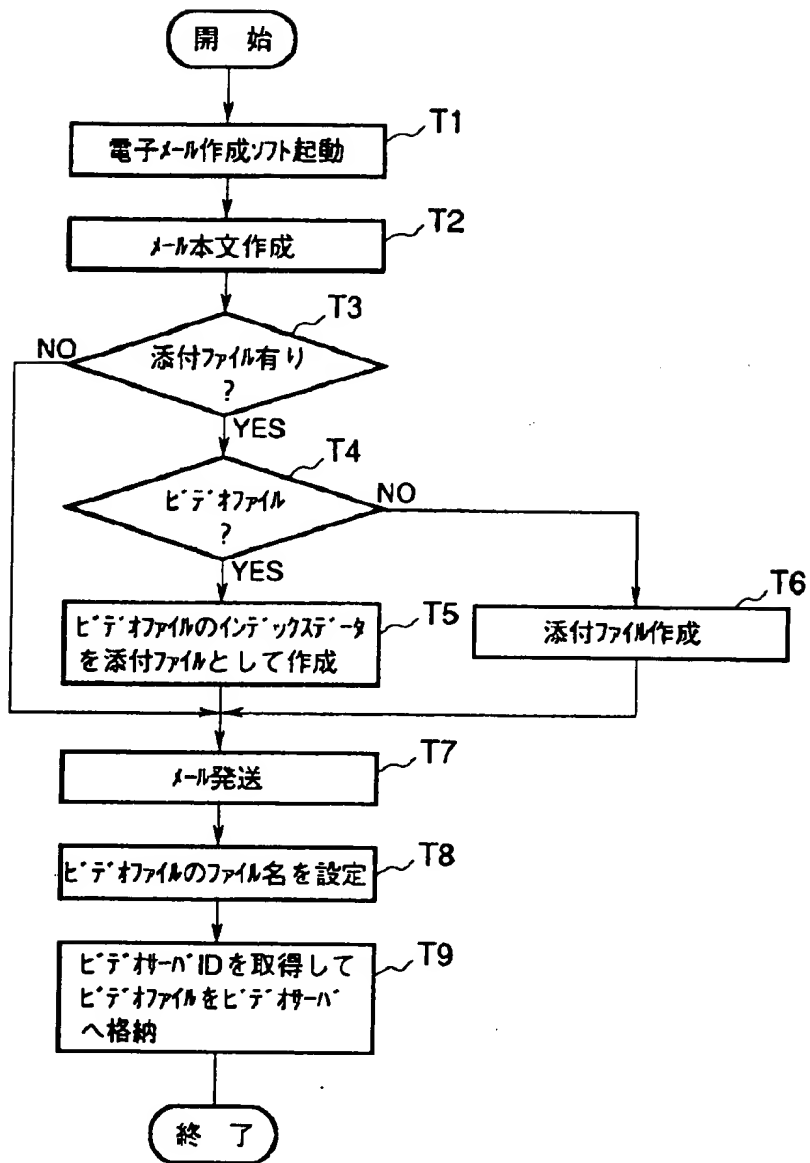 開 始
T1
電子メール作成ソフト起動
T2
メール本文作成
T3
NO
添付ファイル有り
?
YES
T4
ビデオファイル
NO
?
YES
T6
T5
ビデオファイルのインデックスデータ
を添付ファイルとして作成
添付ファイル作成
T7
メール発送
T8
ビデオファイルのファイル名を設定
T9
ビデオサーバIDを取得して
ビデオファイルをビデオサーバ
へ格納
終 了